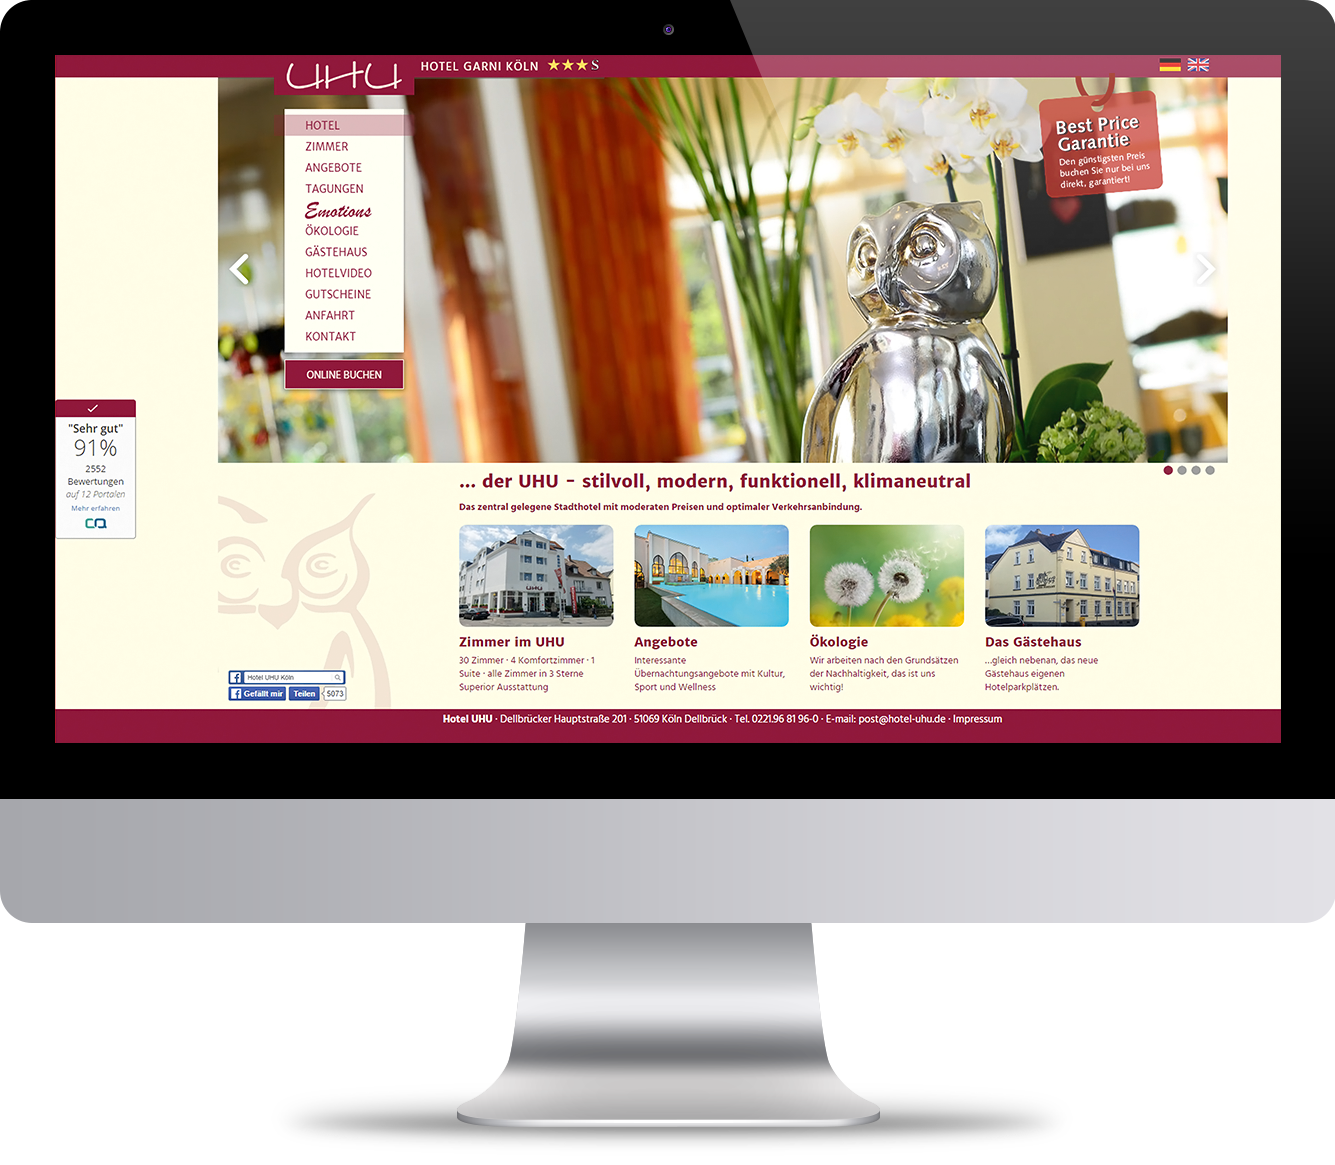 UHU
HOTEL GARNI KÖLN ★★★ S
HOTEL
ZIMMER
ANGEBOTE
TAGUNGEN
Emotions
ÖKOLOGIE
GÄSTEHAUS
HOTELVIDEO
GUTSCHEINE
ANFAHRT
KONTAKT
ONLINE BUCHEN
Best Price
Garantie
Den günstigsten Preis
buchen Sie nur bei uns
direkt, garantiert!
"Sehr gut"
91%
2552
Bewertungen
auf 12 Portalen
Mehr erfahren
... der UHU - stilvoll, modern, funktionell, klimaneutral
Das zentral gelegene Stadthotel mit moderaten Preisen und optimaler Verkehrsanbindung.
UHU
Zimmer im UHU
30 Zimmer · 4 Komfortzimmer · 1
Suite · alle Zimmer in 3 Sterne
Superior Ausstattung
Angebote
Interessante
Übernachtungsangebote mit Kultur,
Sport und Wellness
Ökologie
Wir arbeiten nach den Grundsätzen
der Nachhaltigkeit, das ist uns
wichtig!
Das Gästehaus
...gleich nebenan, das neue
Gästehaus eigenen
Hotelparkplätzen.
Hotel UHU Köln
Gefällt mir
Teilen
5073
Hotel UHU · Dellbrücker Hauptstraße 201 · 51069 Köln Dellbrück · Tel. 0221.96 81 96-0 · E-mail: post@hotel-uhu.de · Impressum